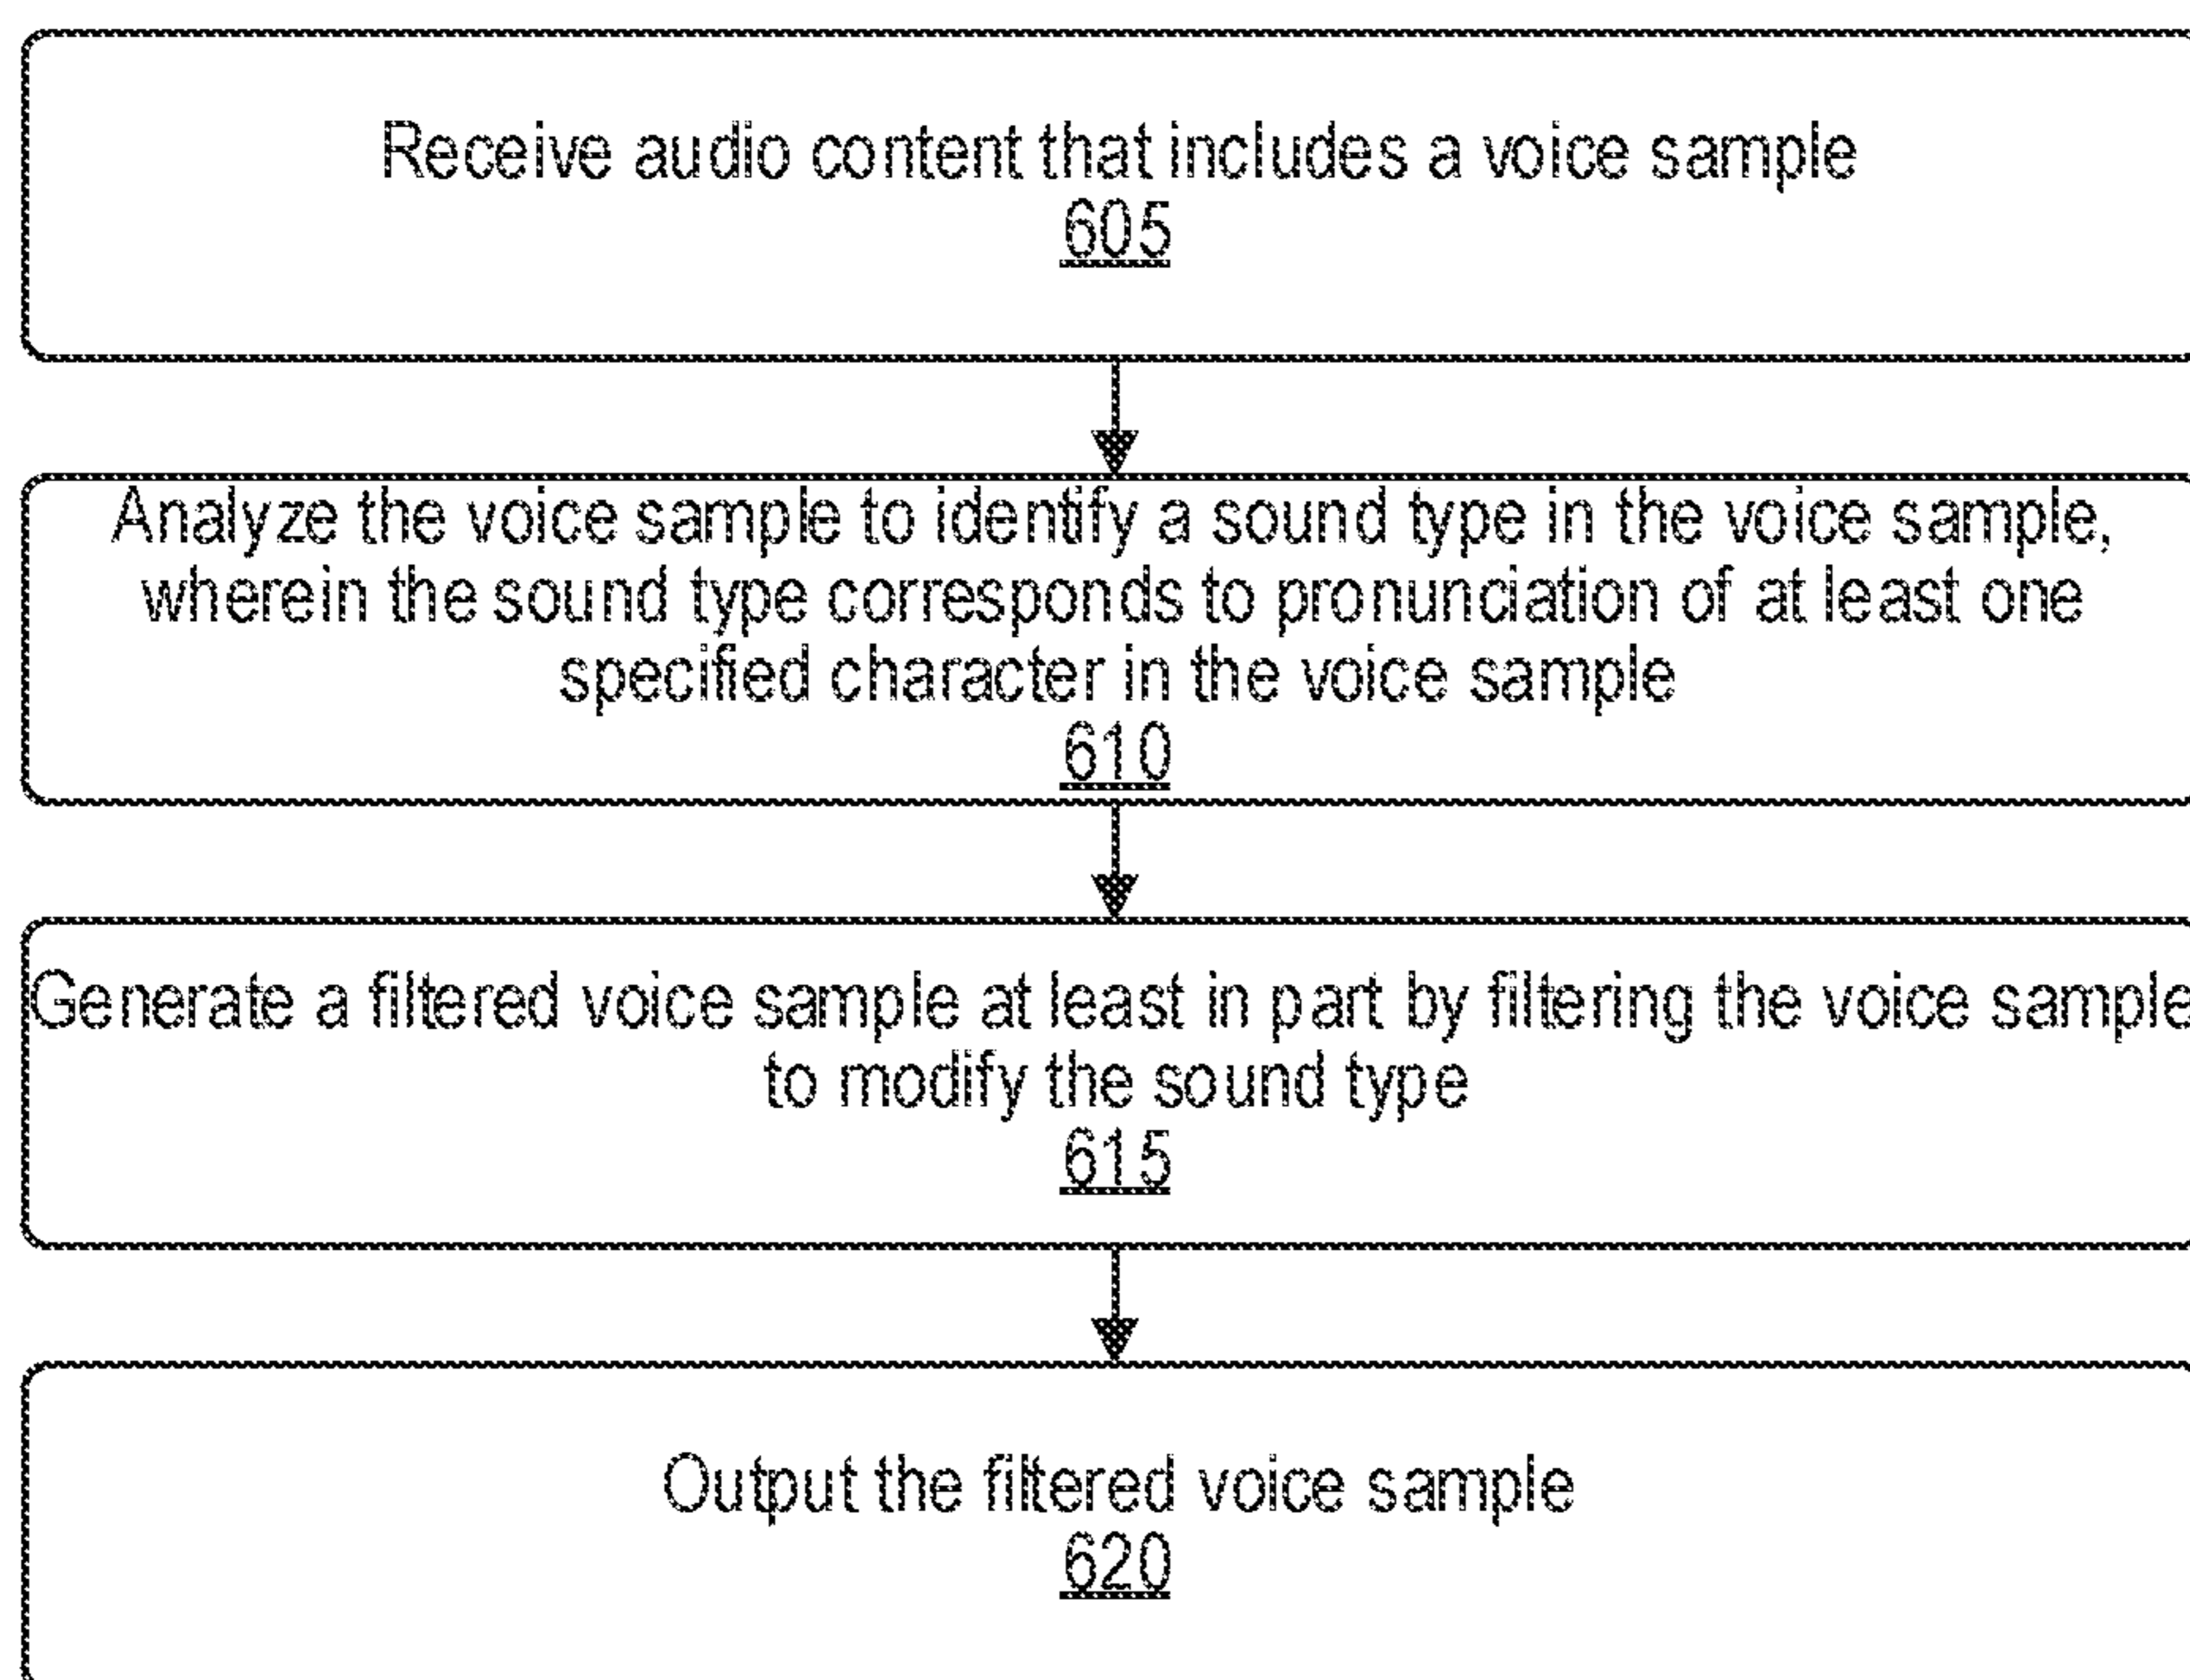 Receive audio content that includes a voice sample
605
Analyze the voice sample to identify a sound type in the voice sample,
wherein the sound type corresponds to pronunciation of at least one
specified character in the voice sample
610
Generate a filtered voice sample at least in part by filtering the voice sample
to modify the sound type
615
Output the filtered voice sample
620